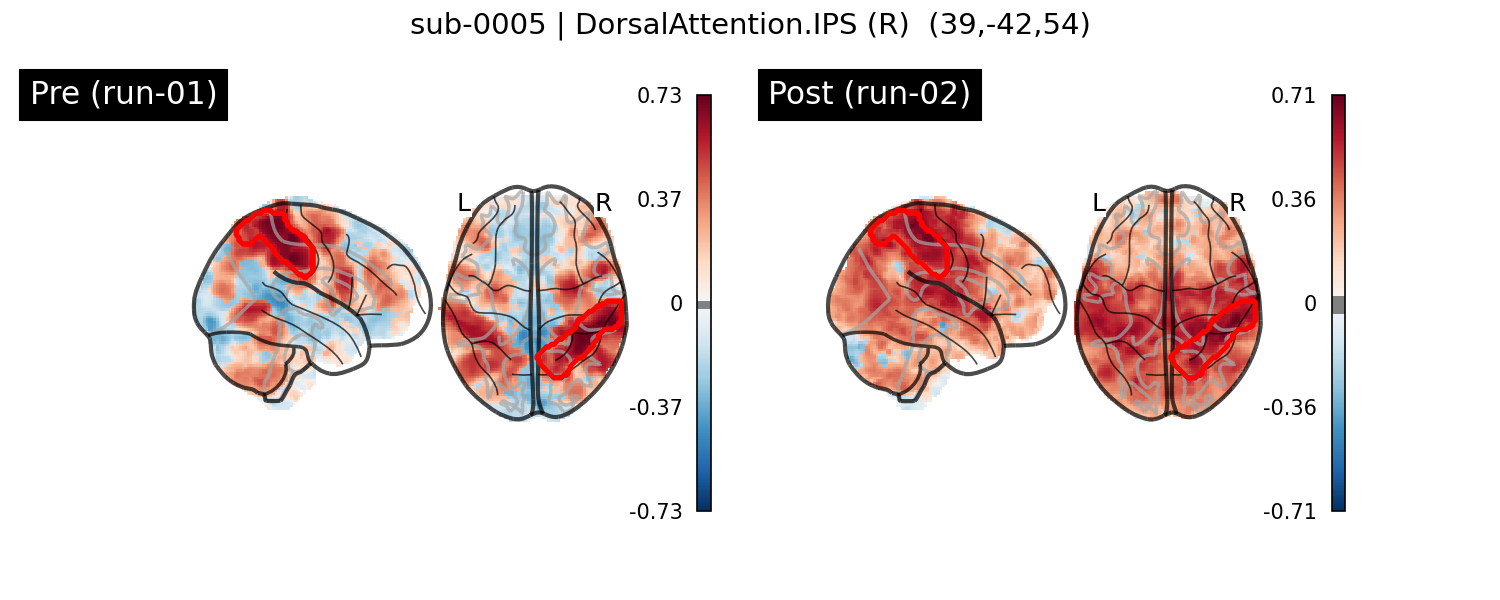 sub-0005 | DorsalAttention.IPS (R)  (39,-42,54)
Pre (run-01)
L
R
0.73
0.37
0
-0.37
-0.73
Post (run-02)
L
R
0.71
0.36
0
-0.36
-0.71